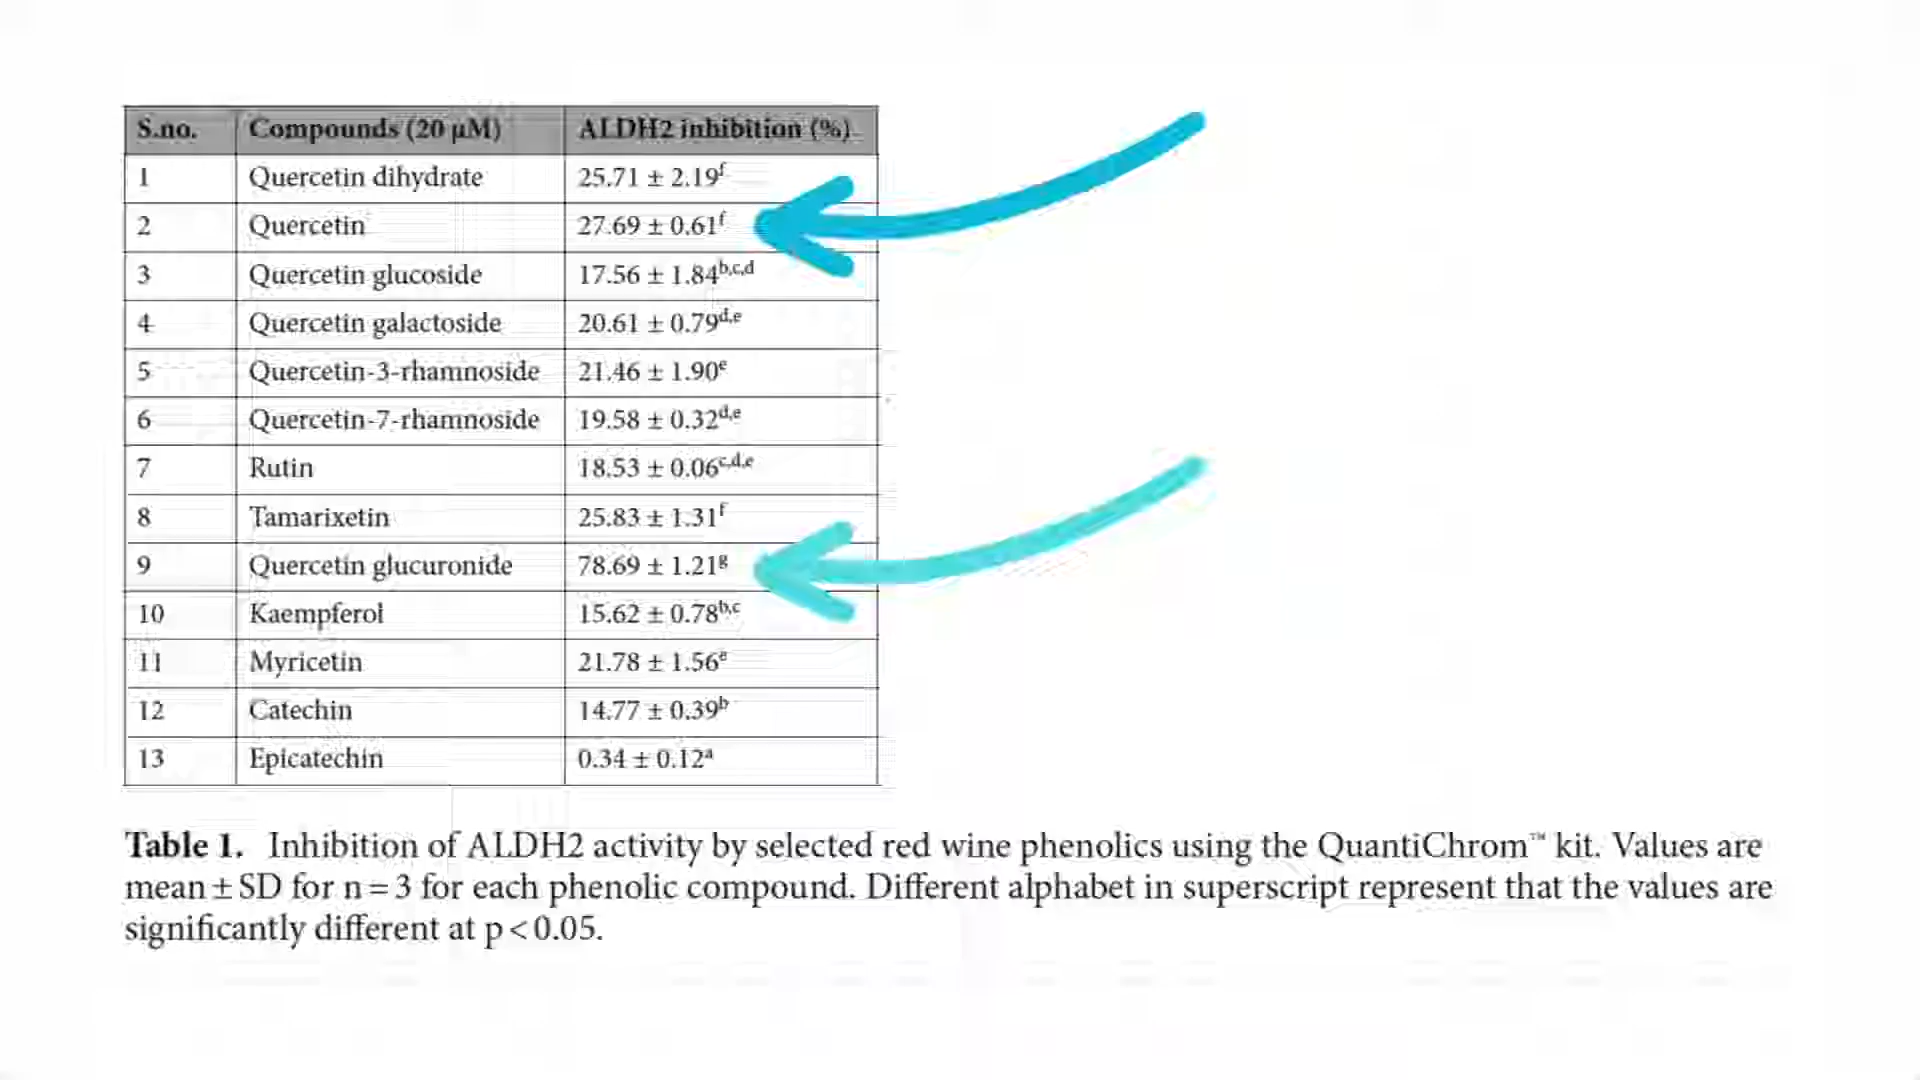 S.no. Compounds (20 µM) ALDH2 inhibition (%)
1 Quercetin dihydrate 25.71 ± 2.19f
2 Quercetin 27.69 ± 0.61f
3 Quercetin glucoside 17.56 ± 1.84b,c,d
4 Quercetin galactoside 20.61 ± 0.79d,e
5 Quercetin-3-rhamnoside 21.46 ± 1.90e
6 Quercetin-7-rhamnoside 19.58 ± 0.32d,e
7 Rutin 18.53 ± 0.06c,d,e
8 Tamarixetin 25.83 ± 1.31f
9 Quercetin glucuronide 78.69 ± 1.21g
10 Kaempferol 15.62 ± 0.78b,c
11 Myricetin 21.78 ± 1.56e
12 Catechin 14.77 ± 0.39b
13 Epicatechin 0.34 ± 0.12a
Table 1. Inhibition of ALDH2 activity by selected red wine phenolics using the QuantiChrom™ kit. Values are
mean ± SD for n = 3 for each phenolic compound. Different alphabet in superscript represent that the values are
significantly different at p < 0.05.